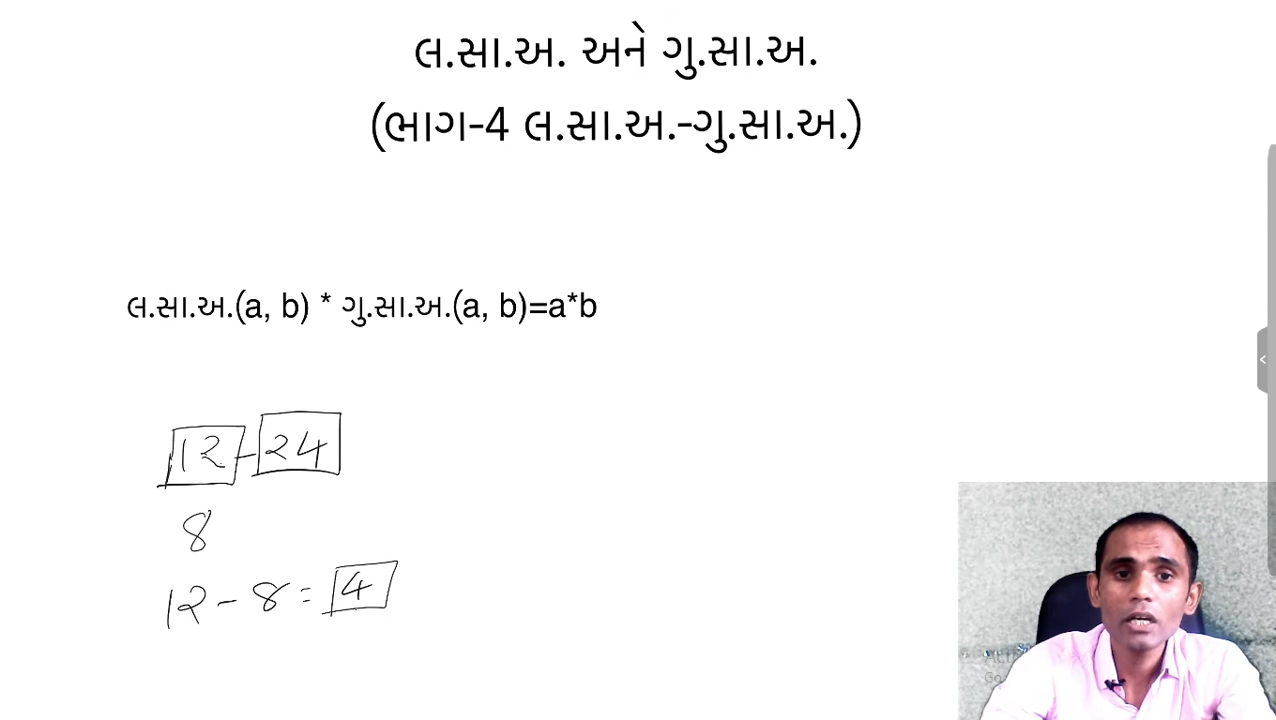 લ.સા.અ. અને ગુ.સા.અ.
(ભાગ-4 લ.સા.અ.-ગુ.સા.અ.)
લ.સા.અ.(a, b) * ગુ.સા.અ.(a, b)=a*b
12 - 24
8
12 - 8 = 4